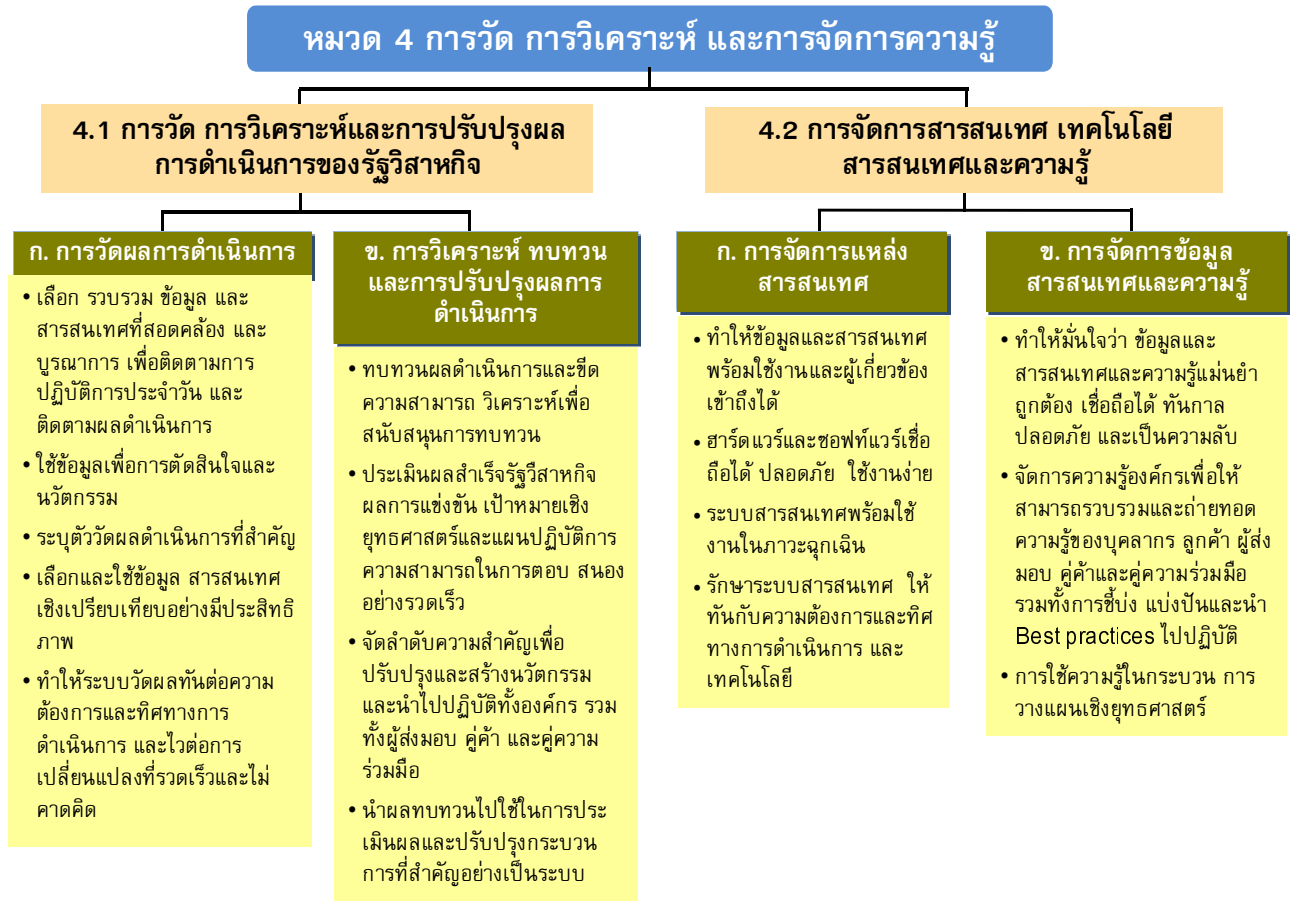 หมวด 4 การวัด การวิเคราะห์ และการจัดการความรู้
4.1 การวัด การวิเคราะห์และการปรับปรุงผล
การดำเนินการของรัฐวิสาหกิจ
4.2 การจัดการสารสนเทศ เทคโนโลยี
สารสนเทศและความรู้
ก. การวัดผลการดำเนินการ
• เลือก รวบรวม ข้อมูล และ
สารสนเทศที่สอดคล้อง และ
บูรณาการ เพื่อติดตามการ
ปฏิบัติการประจำวัน และ
ติดตามผลดำเนินการ
• ใช้ข้อมูลเพื่อการตัดสินใจและ
นวัตกรรม
• ระบุตัววัดผลดำเนินการที่สำคัญ
• เลือกและใช้ข้อมูล สารสนเทศ
เชิงเปรียบเทียบอย่างมีประสิทธิ
ภาพ
• ทำให้ระบบวัดผลทันต่อความ
ต้องการและทิศทางการ
ดำเนินการ และไวต่อการ
เปลี่ยนแปลงที่รวดเร็วและไม่
คาดคิด
ข. การวิเคราะห์ ทบทวน
และการปรับปรุงผลการ
ดำเนินการ
• ทบทวนผลดำเนินการและขีด
ความสามารถ วิเคราะห์เพื่อ
สนับสนุนการทบทวน
• ประเมินผลสำเร็จรัฐวืสาหกิจ
ผลการแข่งขัน เป้าหมายเชิง
ยุทธศาสตร์และแผนปฏิบัติการ
ความสามารถในการตอบ สนอง
อย่างรวดเร็ว
• จัดลำดับความสำคัญเพื่อ
ปรับปรุงและสร้างนวัตกรรม
และนำไปปฏิบัติทั้งองค์กร รวม
ทั้งผู้ส่งมอบ คู่ค้า และคู่ความ
ร่วมมือ
• นำผลทบทวนไปใช้ในการประ
เมินผลและปรับปรุงกระบวน
การที่สำคัญอย่างเป็นระบบ
ก. การจัดการแหล่ง
สารสนเทศ
• ทำให้ข้อมูลและสารสนเทศ
พร้อมใช้งานและผู้เกี่ยวข้อง
เข้าถึงได้
• ฮาร์ดแวร์และซอฟท์แวร์เชื่อ
ถือได้ ปลอดภัย ใช้งานง่าย
• ระบบสารสนเทศพร้อมใช้
งานในภาวะฉุกเฉิน
• รักษาระบบสารสนเทศ ให้
ทันกับความต้องการและทิศ
ทางการดำเนินการ และ
เทคโนโลยี
ข. การจัดการข้อมูล
สารสนเทศและความรู้
• ทำให้มั่นใจว่า ข้อมูลและ
สารสนเทศและความรู้แม่นยำ
ถูกต้อง เชื่อถือได้ ทันกาล
ปลอดภัย และเป็นความลับ
• จัดการความรู้องค์กรเพื่อให้
สามารถรวบรวมและถ่ายทอด
ความรู้ของบุคลากร ลูกค้า ผู้ส่ง
มอบ คู่ค้าและคู่ความร่วมมือ
รวมทั้งการชี้บ่ง แบ่งปันและนำ
Best practices ไปปฏิบัติ
• การใช้ความรู้ในกระบวน การ
วางแผนเชิงยุทธศาสตร์